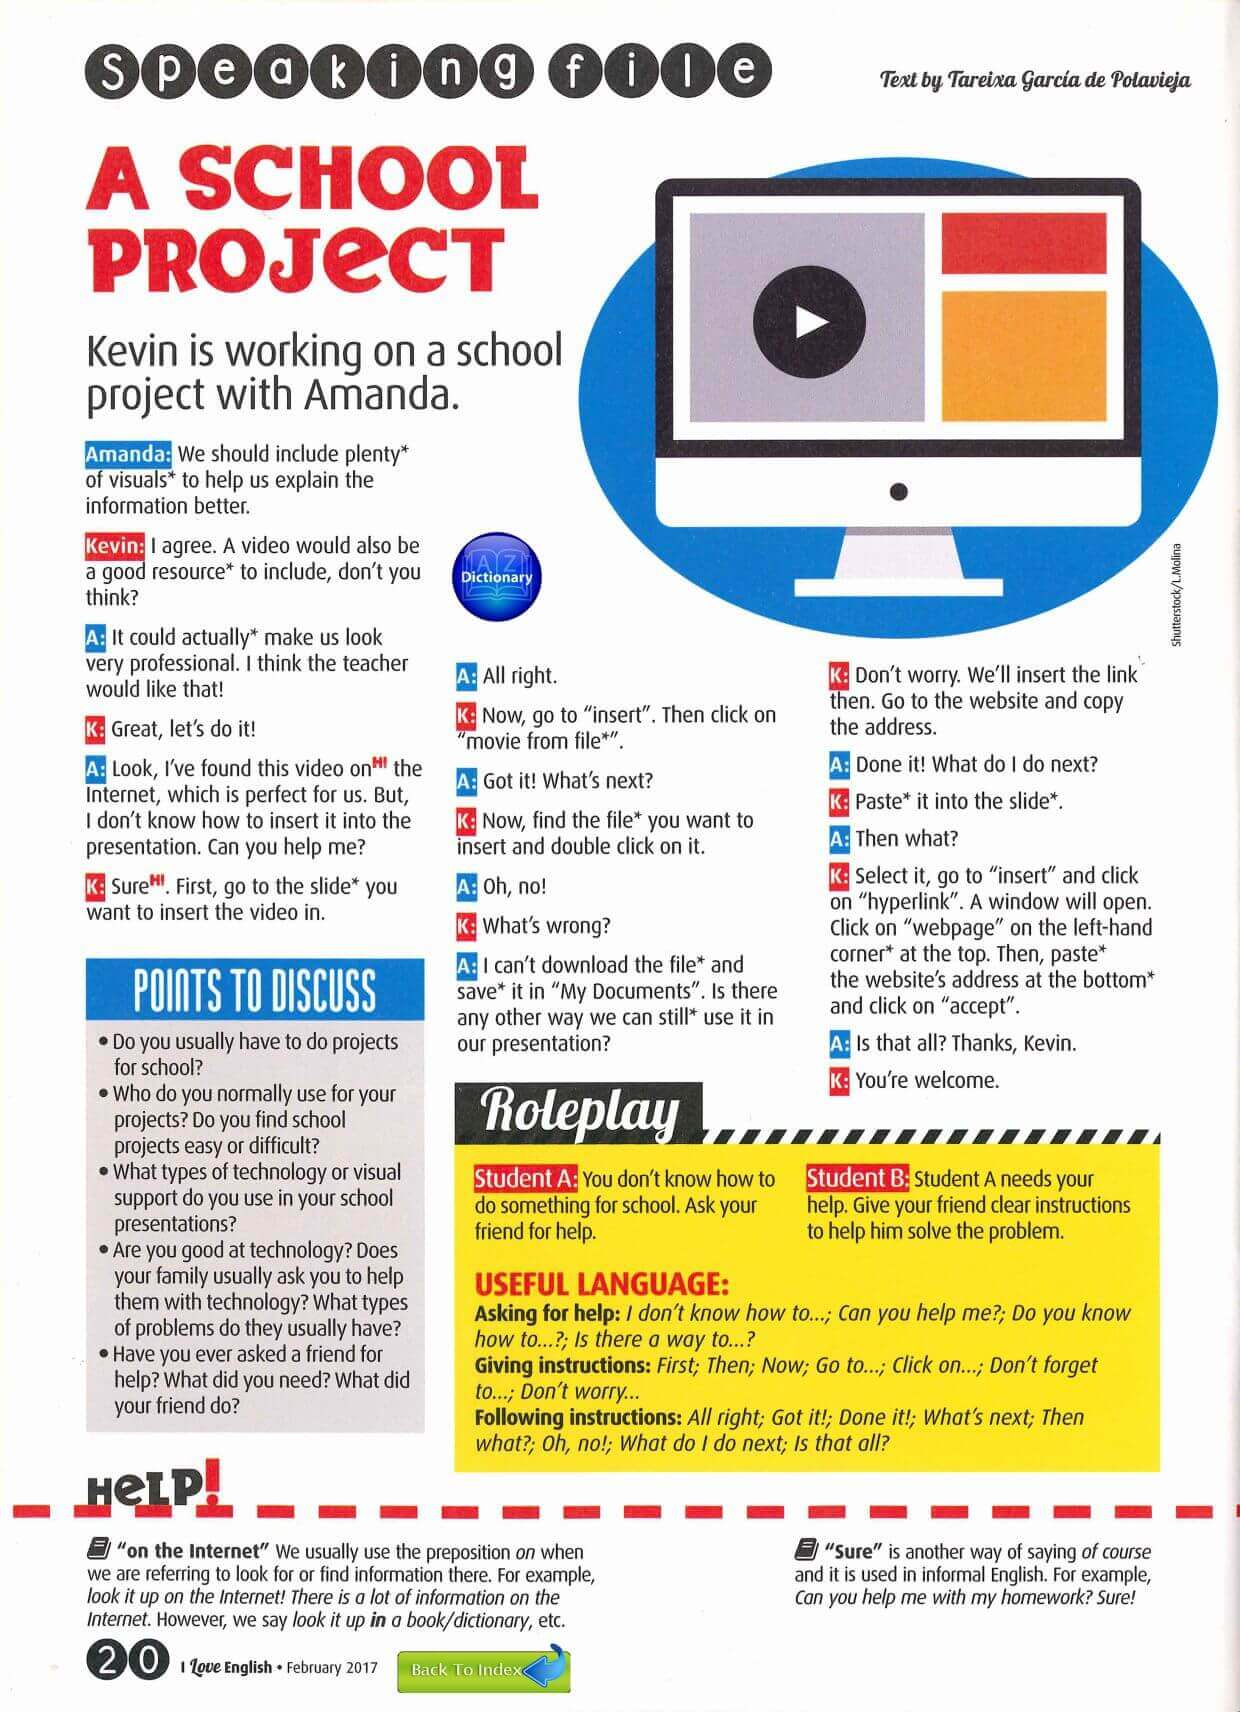 Speaking file
Text by Tareixa García de Polavieja
A SCHOOL
PROJECT
Kevin is working on a school
project with Amanda.
Amanda: We should include plenty*
of visuals* to help us explain the
information better.
Kevin: I agree. A video would also be
a good resource* to include, don't you
think?
A: It could actually* make us look
very professional. I think the teacher
would like that!
K: Great, let's do it!
A: Look, I've found this video onH! the
Internet, which is perfect for us. But,
I don't know how to insert it into the
presentation. Can you help me?
K: SureH!. First, go to the slide* you
want to insert the video in.
A Z
Dictionary
A: All right.
K: Now, go to "insert". Then click on
"movie from file*".
A: Got it! What's next?
K: Now, find the file* you want to
insert and double click on it.
A: Oh, no!
K: What's wrong?
A: I can't download the file* and
save* it in "My Documents". Is there
any other way we can still* use it in
our presentation?
Shutterstock/L.Molina
K: Don't worry. We'll insert the link
then. Go to the website and copy
the address.
A: Done it! What do I do next?
K: Paste* it into the slide*.
A: Then what?
K: Select it, go to "insert" and click
on "hyperlink". A window will open.
Click on "webpage" on the left-hand
corner* at the top. Then, paste*
the website's address at the bottom*
and click on "accept".
A: Is that all? Thanks, Kevin.
K: You're welcome.
POINTS TO DISCUSS
• Do you usually have to do projects
for school?
• Who do you normally use for your
projects? Do you find school
projects easy or difficult?
• What types of technology or visual
support do you use in your school
presentations?
• Are you good at technology? Does
your family usually ask you to help
them with technology? What types
of problems do they usually have?
• Have you ever asked a friend for
help? What did you need? What did
your friend do?
Roleplay
Student A: You don't know how to
do something for school. Ask your
friend for help.
Student B: Student A needs your
help. Give your friend clear instructions
to help him solve the problem.
USEFUL LANGUAGE:
Asking for help: I don't know how to...; Can you help me?; Do you know
how to...?; Is there a way to...?
Giving instructions: First; Then; Now; Go to...; Click on...; Don't forget
to...; Don't worry...
Following instructions: All right; Got it!; Done it!; What's next; Then
what?; Oh, no!; What do I do next; Is that all?
HELP!
"on the Internet" We usually use the preposition on when
we are referring to look for or find information there. For example,
look it up on the Internet! There is a lot of information on the
Internet. However, we say look it up in a book/dictionary, etc.
"Sure" is another way of saying of course
and it is used in informal English. For example,
Can you help me with my homework? Sure!
20 I Love English • February 2017
Back To Index